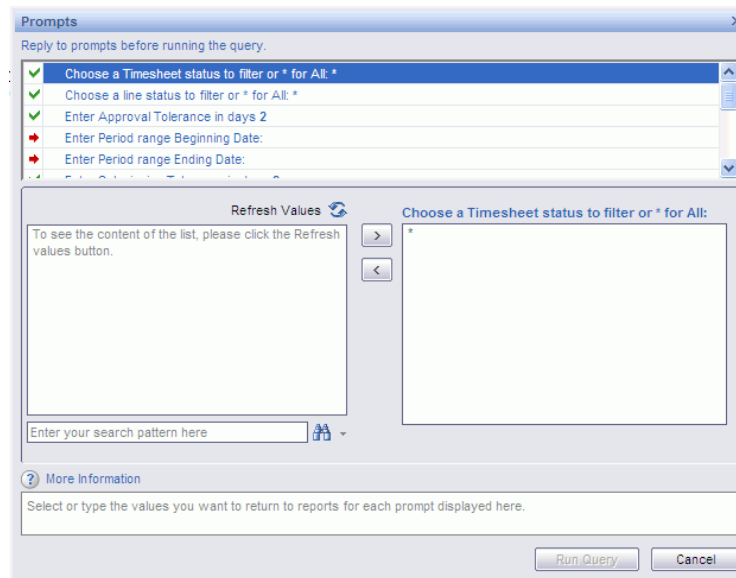 Prompts
Reply to prompts before running the query.
Choose a Timesheet status to filter or * for All: *
Choose a line status to filter or * for All: *
Enter Approval Tolerance in days 2
Enter Period range Beginning Date:
Enter Period range Ending Date:
Refresh Values
Choose a Timesheet status to filter or * for All:
To see the content of the list, please click the Refresh
values button.
*
>
<
Enter your search pattern here
? More Information
Select or type the values you want to return to reports for each prompt displayed here.
Run Query
Cancel